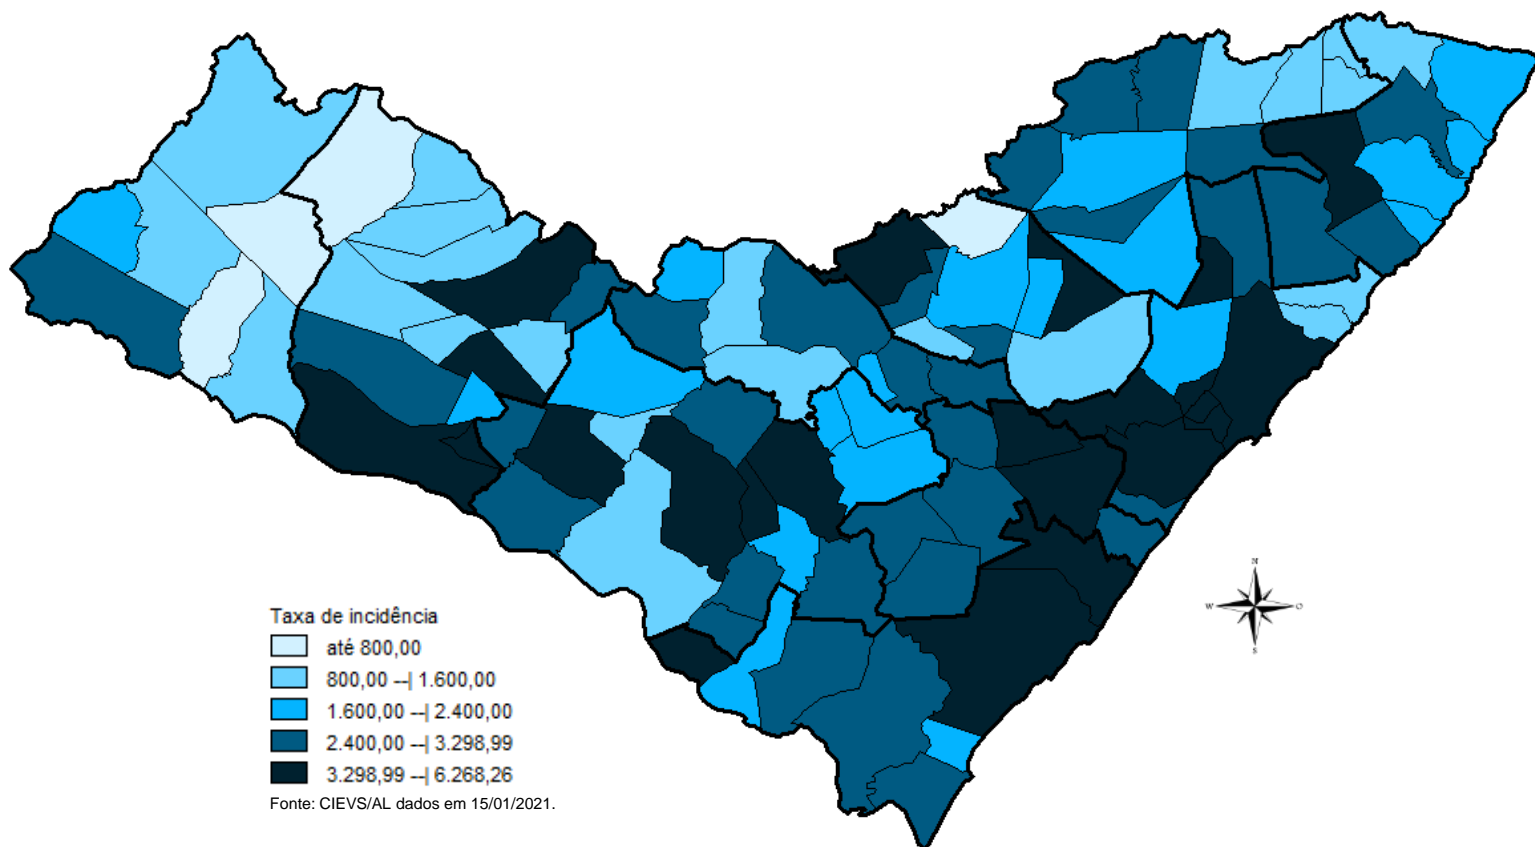 Taxa de incidência
até 800,00
800,00 --| 1.600,00
1.600,00 --| 2.400,00
2.400,00 --| 3.298,99
3.298,99 --| 6.268,26
Fonte: CIEVS/AL dados em 15/01/2021.
N
W
O
S